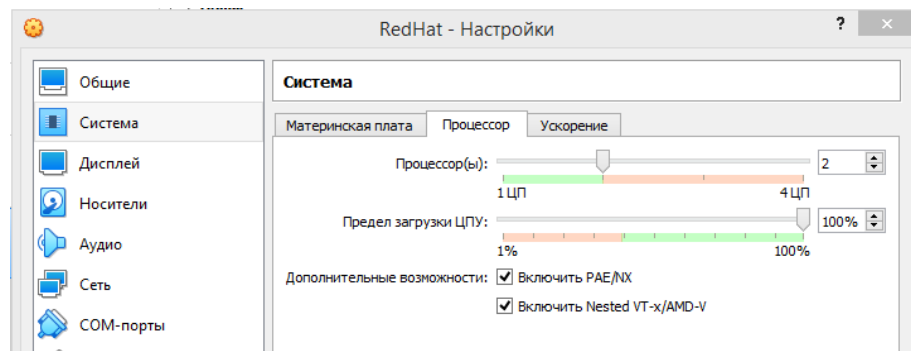 RedHat - Настройки
?
Общие
Система
Дисплей
Носители
Аудио
Сеть
COM-порты
Система
Материнская плата Процессор Ускорение
Процессор(ы): 2
1 ЦП 4 ЦП
Предел загрузки ЦПУ: 100%
1% 100%
Дополнительные возможности: Включить PAE/NX
Включить Nested VT-x/AMD-V